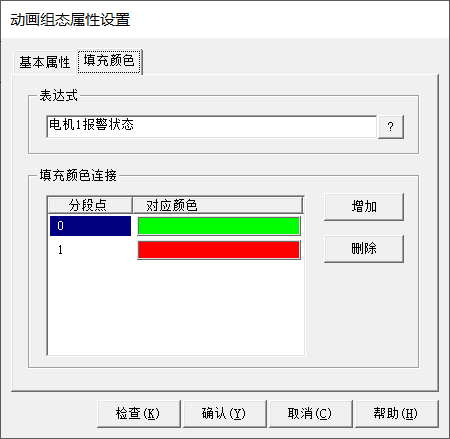 动画组态属性设置
基本属性 填充颜色
表达式
电机1报警状态 ?
填充颜色连接
分段点 对应颜色
增加
0
1
删除
检查(K) 确认(Y) 取消(C) 帮助(H)